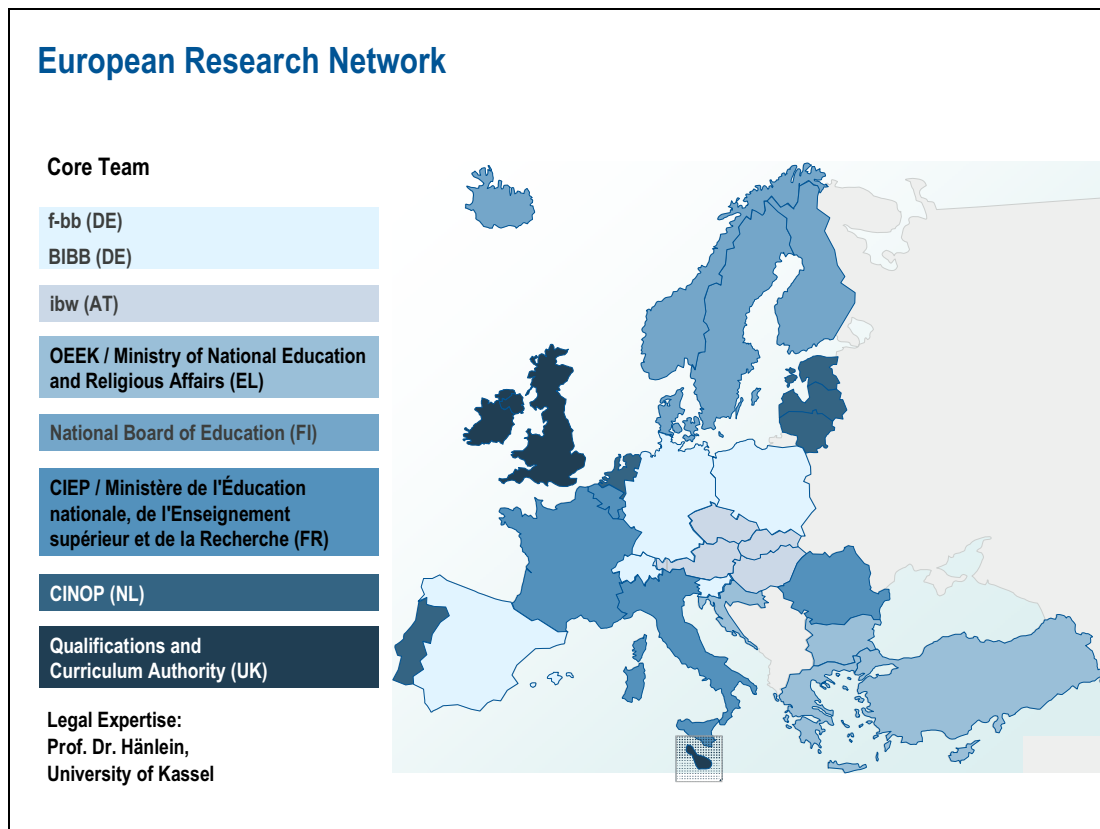 European Research Network
Core Team
f-bb (DE)
BIBB (DE)
ibw (AT)
OEEK / Ministry of National Education
and Religious Affairs (EL)
National Board of Education (FI)
CIEP / Ministère de l'Éducation
nationale, de l'Enseignement
supérieur et de la Recherche (FR)
CINOP (NL)
Qualifications and
Curriculum Authority (UK)
Legal Expertise:
Prof. Dr. Hänlein,
University of Kassel